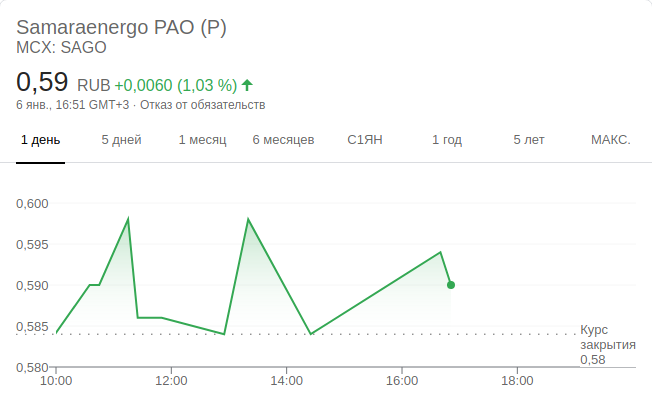 Samaraenergo PAO (P)
MCX: SAGO
0,59 RUB +0,0060 (1,03 %)
6 янв., 16:51 GMT+3 · Отказ от обязательств
1 день 5 дней 1 месяц 6 месяцев С1ЯН 1 год 5 лет МАКС.
0,600
0,595
0,590
0,585
Курс
закрытия
0,58
0,580
10:00 12:00 14:00 16:00 18:00